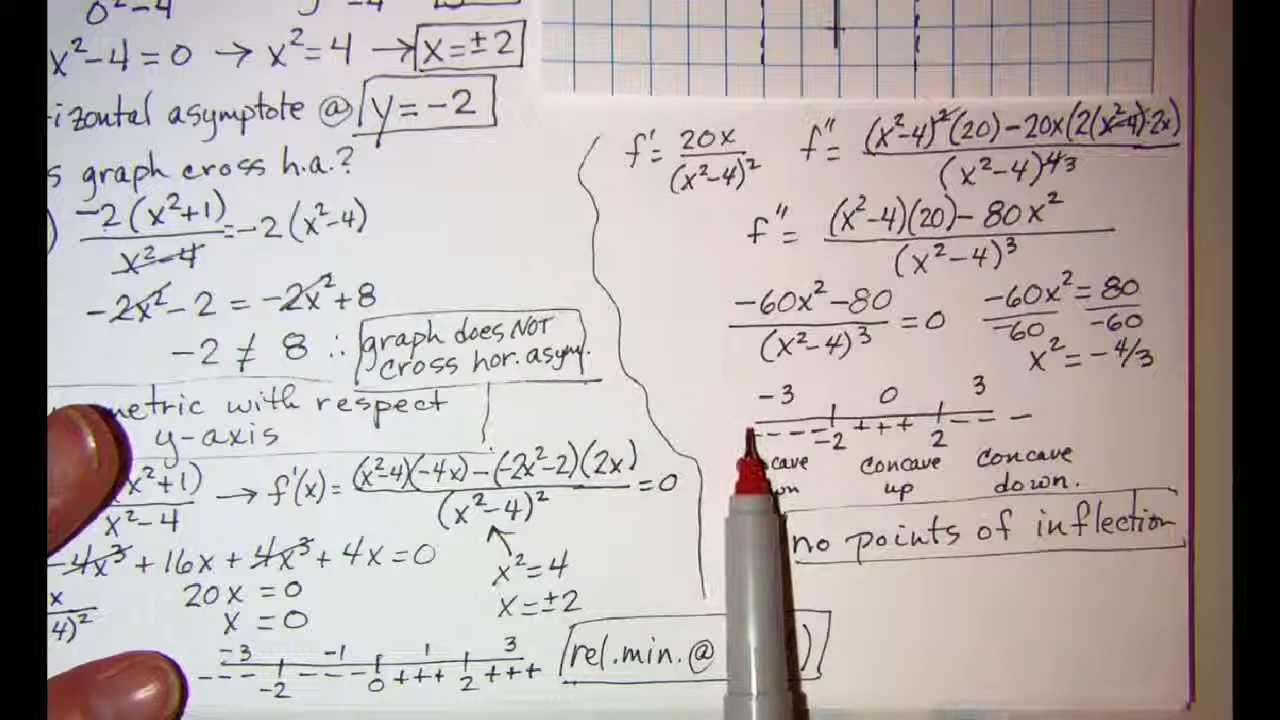 0²-4
x²-4=0 → x²=4 → x=±2
izontal asymptote @ y=-2
s graph cross h.a.?
-2(x²+1)/x²-4 = -2(x²-4)
-2x²-2 = -2x²+8
-2 ≠ 8 ∴ graph does NOT
cross hor. asym.
metric with respect
y-axis
x²+1)/x²-4 → f'(x) = (x²-4)(-4x) - (-2x²-2)(2x)/(x²-4)² = 0
-4x³ + 16x + 4x³ + 4x = 0
x²=4
20x = 0
x = ±2
x = 0
x/4)²
-3 -1 1 3
- - - - - - - +++ +++
-2 0 2
rel.min.@ )
f' = 20x/(x²-4)² f'' = (x²-4)²(20) - 20x(2(x²-4)·2x)/(x²-4)⁴3
f'' = (x²-4)(20) - 80x²/(x²-4)³
-60x²-80/(x²-4)³ = 0 -60x²/-60 = 80/-60
x² = -4/3
-3 0 3
- - - - +++ - - -
-2 2
cave concave concave
wn up down.
no points of inflection